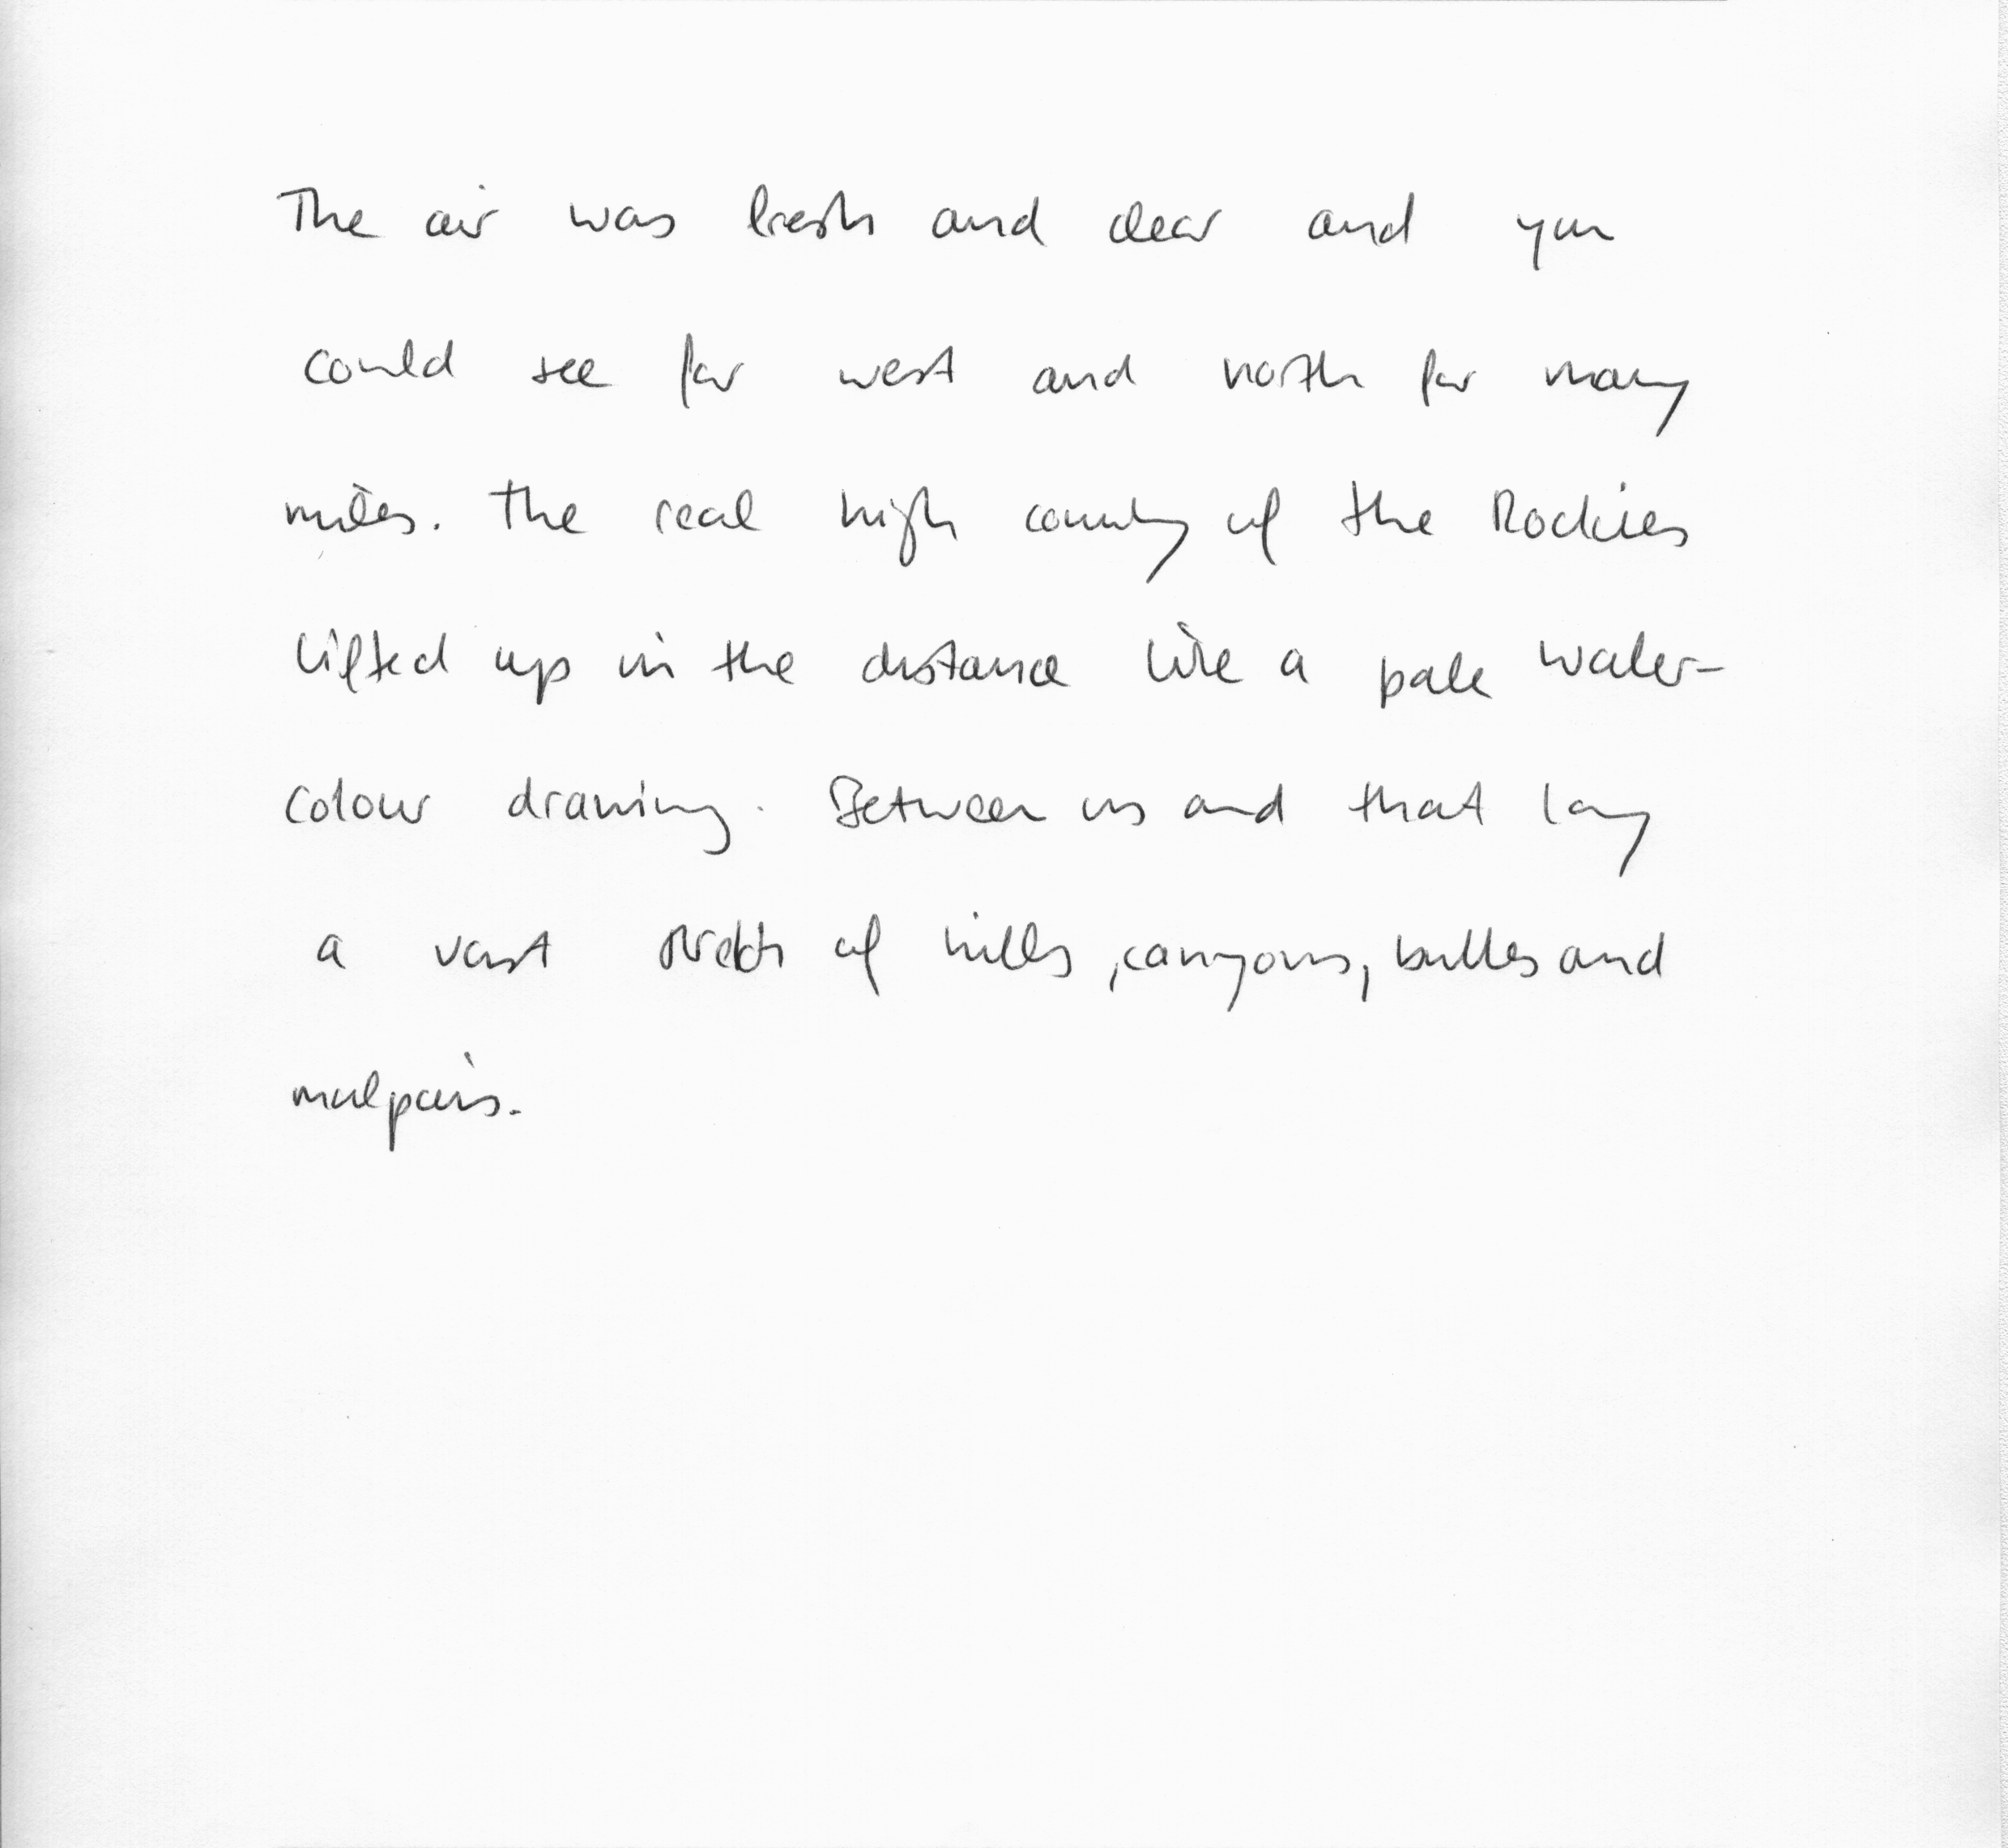 The air was fresh and clear and you
could see far west and north for many
miles. The real high country of the Rockies
lifted up in the distance like a pale water-
colour drawing. Between us and that lay
a vast stretch of hills, canyons, buttes and
malpais.